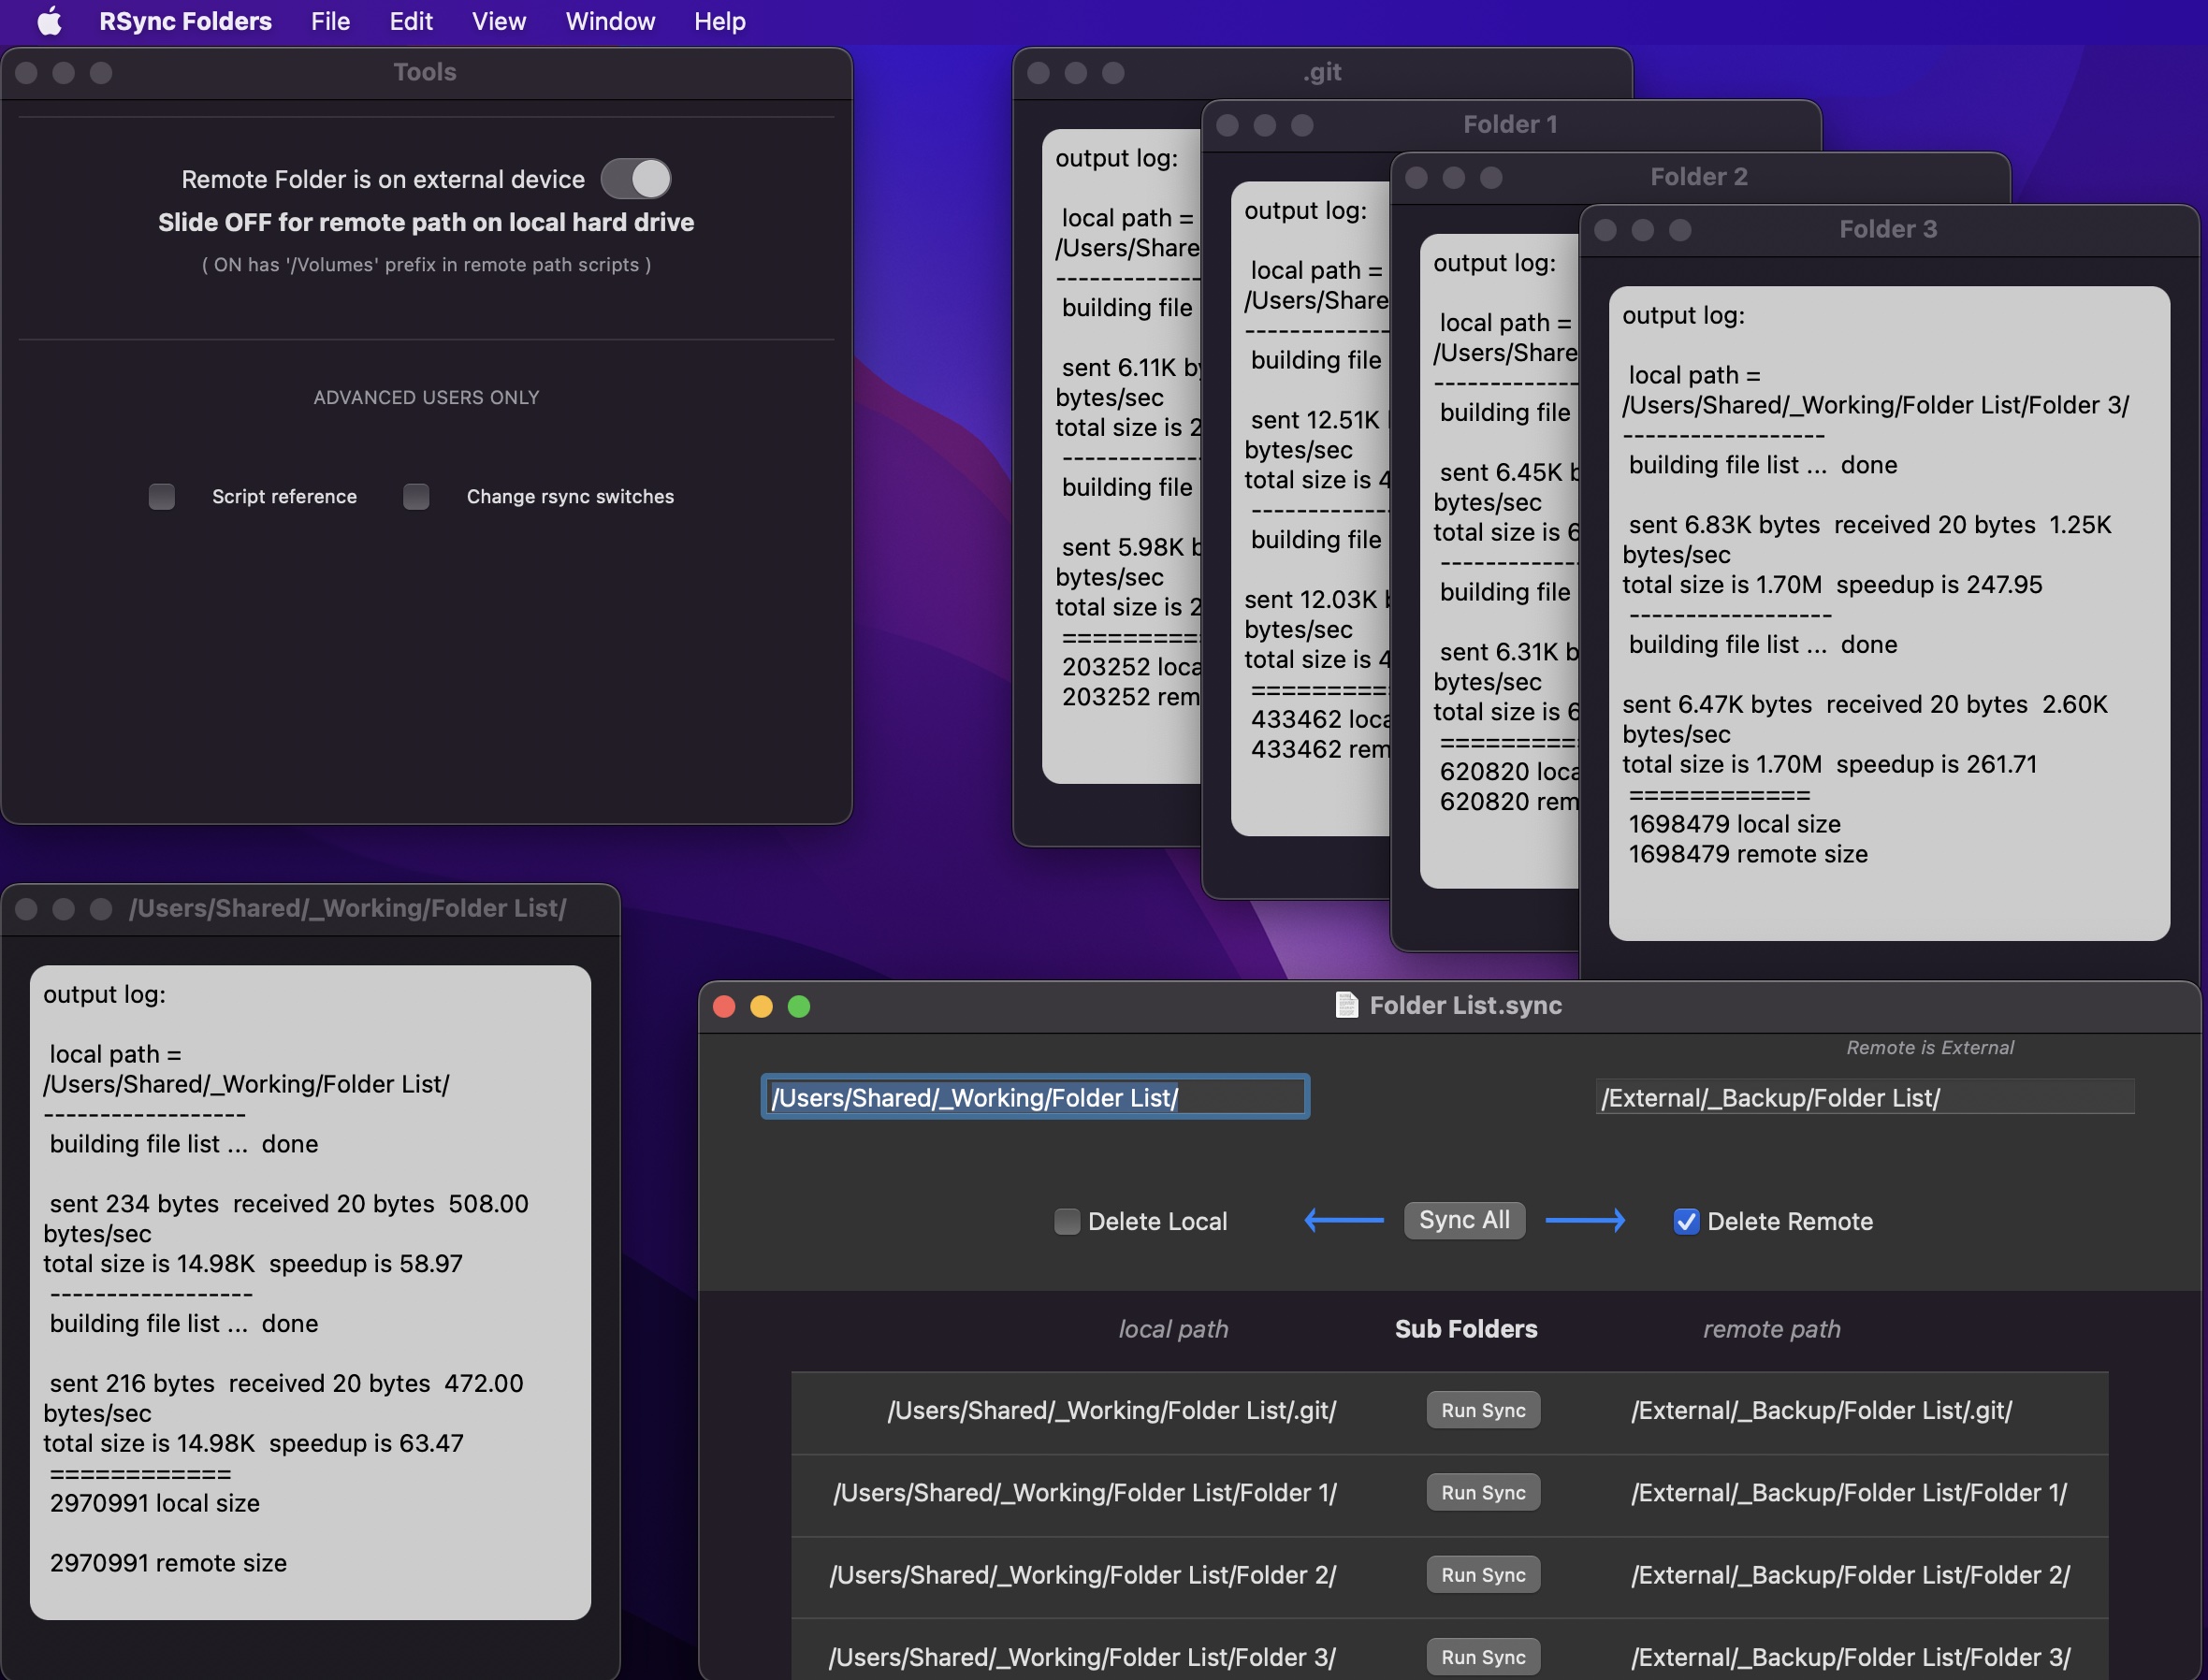 RSync Folders File Edit View Window Help
Tools
Remote Folder is on external device
Slide OFF for remote path on local hard drive
( ON has '/Volumes' prefix in remote path scripts )
ADVANCED USERS ONLY
Script reference
Change rsync switches
.git
output log:
local path =
/Users/Share
------------------
building file
sent 6.11K
bytes/sec
total size is 2
------------------
building file
sent 5.98K
bytes/sec
total size is 2
============
203252 loca
203252 rem
Folder 1
output log:
local path =
/Users/Share
------------------
building file
sent 12.51K
bytes/sec
total size is 4
------------------
building file
sent 12.03K
bytes/sec
total size is 4
============
433462 loca
433462 rem
Folder 2
output log:
local path =
/Users/Share
------------------
building file
sent 6.45K
bytes/sec
total size is 6
------------------
building file
sent 6.31K
bytes/sec
total size is 6
============
620820 loca
620820 rem
Folder 3
output log:
local path =
/Users/Shared/_Working/Folder List/Folder 3/
------------------
building file list ...  done
sent 6.83K bytes  received 20 bytes  1.25K
bytes/sec
total size is 1.70M  speedup is 247.95
------------------
building file list ...  done
sent 6.47K bytes  received 20 bytes  2.60K
bytes/sec
total size is 1.70M  speedup is 261.71
============
1698479 local size
1698479 remote size
/Users/Shared/_Working/Folder List/
output log:
local path =
/Users/Shared/_Working/Folder List/
------------------
building file list ...  done
sent 234 bytes  received 20 bytes  508.00
bytes/sec
total size is 14.98K  speedup is 58.97
------------------
building file list ...  done
sent 216 bytes  received 20 bytes  472.00
bytes/sec
total size is 14.98K  speedup is 63.47
============
2970991 local size
2970991 remote size
Folder List.sync
Remote is External
/Users/Shared/_Working/Folder List/
/External/_Backup/Folder List/
Delete Local
Sync All
Delete Remote
local path
Sub Folders
remote path
/Users/Shared/_Working/Folder List/.git/ Run Sync /External/_Backup/Folder List/.git/
/Users/Shared/_Working/Folder List/Folder 1/ Run Sync /External/_Backup/Folder List/Folder 1/
/Users/Shared/_Working/Folder List/Folder 2/ Run Sync /External/_Backup/Folder List/Folder 2/
/Users/Shared/_Working/Folder List/Folder 3/ Run Sync /External/_Backup/Folder List/Folder 3/